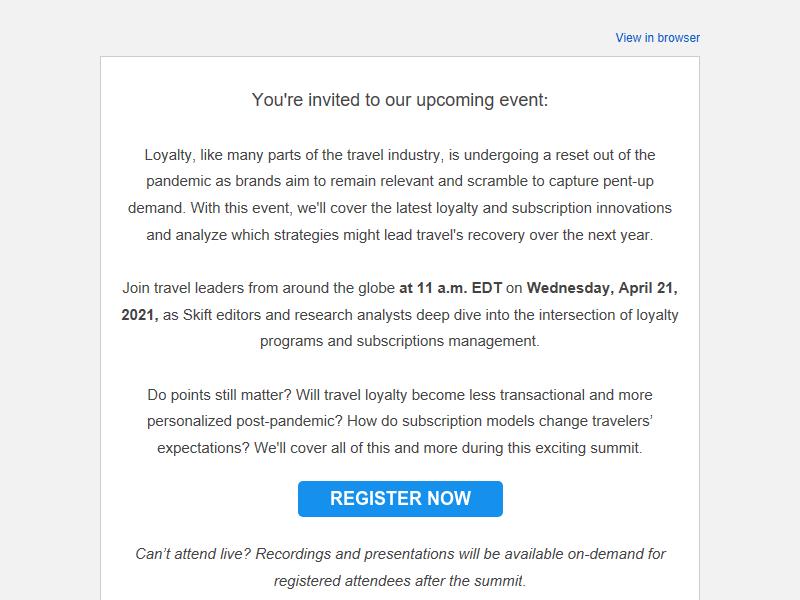 View in browser
You're invited to our upcoming event:
Loyalty, like many parts of the travel industry, is undergoing a reset out of the
pandemic as brands aim to remain relevant and scramble to capture pent-up
demand. With this event, we'll cover the latest loyalty and subscription innovations
and analyze which strategies might lead travel's recovery over the next year.
Join travel leaders from around the globe at 11 a.m. EDT on Wednesday, April 21,
2021, as Skift editors and research analysts deep dive into the intersection of loyalty
programs and subscriptions management.
Do points still matter? Will travel loyalty become less transactional and more
personalized post-pandemic? How do subscription models change travelers’
expectations? We'll cover all of this and more during this exciting summit.
REGISTER NOW
Can’t attend live? Recordings and presentations will be available on-demand for
registered attendees after the summit.